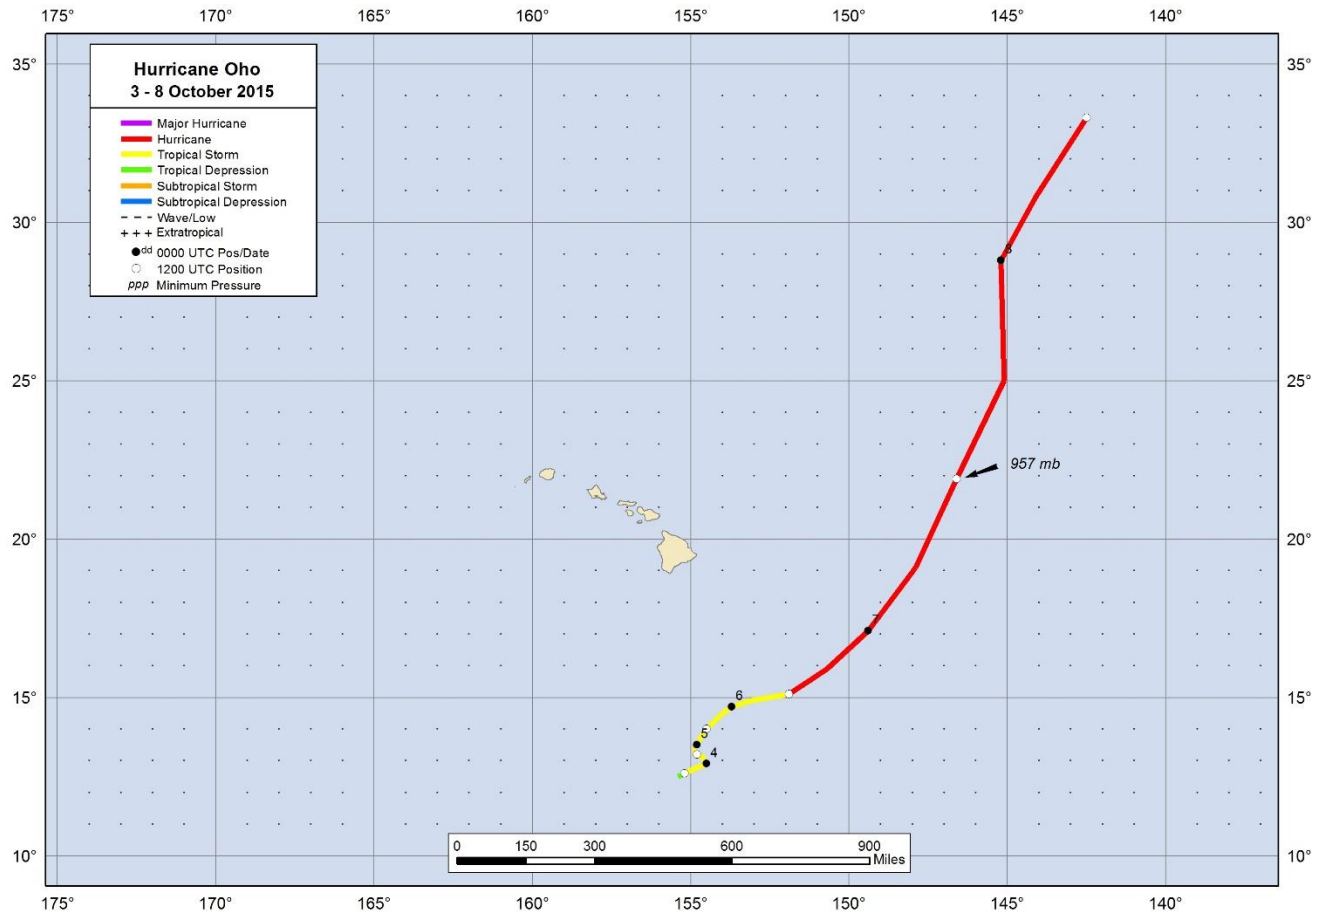 175° 170° 165° 160° 155° 150° 145° 140°
35° 35°
Hurricane Oho
3 - 8 October 2015
Major Hurricane
Hurricane
Tropical Storm
Tropical Depression
Subtropical Storm
Subtropical Depression
Wave/Low
Extratropical
dd 0000 UTC Pos/Date
1200 UTC Position
ppp Minimum Pressure
30° 30°
8
25° 25°
957 mb
20° 20°
7
15° 15°
6
5
4
10° 10°
0 150 300 600 900
Miles
175° 170° 165° 160° 155° 150° 145° 140°